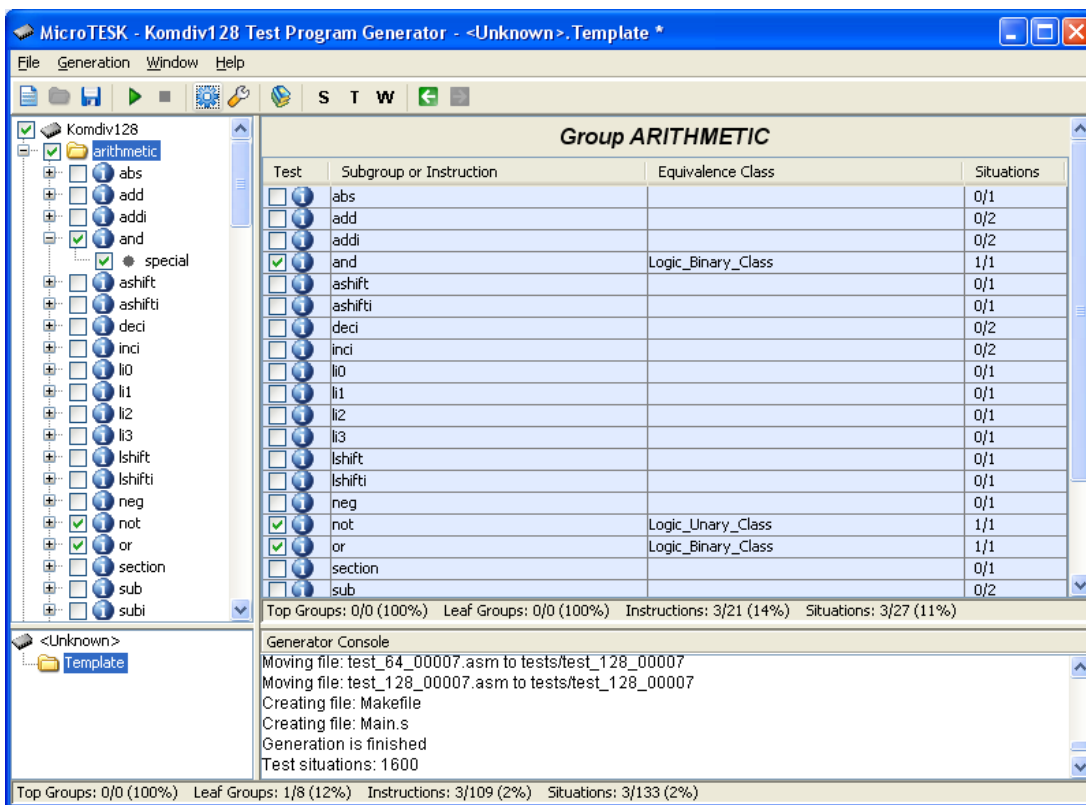 MicroTESK - Komdiv128 Test Program Generator - <Unknown>.Template *
File Generation Window Help
S T W
Komdiv128
arithmetic
abs
add
addi
and
special
ashift
ashifti
deci
inci
li0
li1
li2
li3
lshift
lshifti
neg
not
or
section
sub
subi
Group ARITHMETIC
Test Subgroup or Instruction Equivalence Class Situations
abs 0/1
add 0/2
addi 0/2
and Logic_Binary_Class 1/1
ashift 0/1
ashifti 0/1
deci 0/2
inci 0/2
li0 0/1
li1 0/1
li2 0/1
li3 0/1
lshift 0/1
lshifti 0/1
neg 0/1
not Logic_Unary_Class 1/1
or Logic_Binary_Class 1/1
section 0/1
sub 0/2
Top Groups: 0/0 (100%) Leaf Groups: 0/0 (100%) Instructions: 3/21 (14%) Situations: 3/27 (11%)
<Unknown>
Template
Generator Console
Moving file: test_64_00007.asm to tests/test_128_00007
Moving file: test_128_00007.asm to tests/test_128_00007
Creating file: Makefile
Creating file: Main.s
Generation is finished
Test situations: 1600
Top Groups: 0/0 (100%) Leaf Groups: 1/8 (12%) Instructions: 3/109 (2%) Situations: 3/133 (2%)